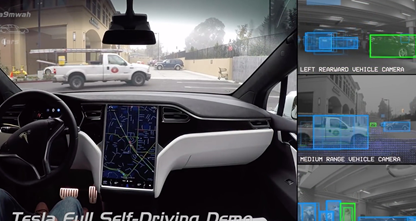 LEFT REARWARD VEHICLE CAMERA
MEDIUM RANGE VEHICLE CAMERA
Tesla Full Self-Driving Demo